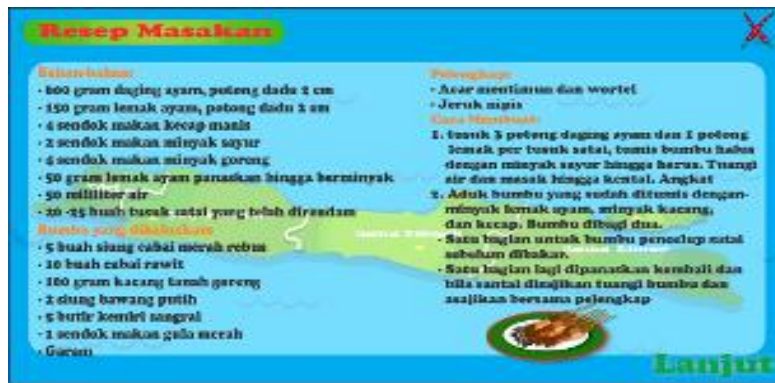 Resep Masakan
Bahan-bahan:
- 600 gram daging ayam, potong dadu 2 cm
- 150 gram lemak ayam, potong dadu 2 cm
- 4 sendok makan kecap manis
- 2 sendok makan minyak sayur
- 4 sendok makan minyak goreng
- 50 gram lemak ayam panaskan hingga berminyak
- 50 mililiter air
- 20 -25 buah tusuk satai yang telah direndam
Bumbu yang dihaluskan:
- 5 buah siung cabai merah rebus
- 10 buah cabai rawit
- 100 gram kacang tanah goreng
- 2 siung bawang putih
- 5 butir kemiri sangrai
- 1 sendok makan gula merah
- Garam
Pelengkap:
- Acar mentimun dan wortel
- Jeruk nipis
Cara Membuat:
1. tusuk 3 potong daging ayam dan 1 potong
lemak per tusuk satai, tumis bumbu halus
dengan minyak sayur hingga harus. Tuangi
air dan masak hingga kental. Angkat
2. Aduk bumbu yang sudah ditumis dengan-
minyak lemak ayam, minyak kacang,
dan kecap. Bumbu dibagi dua.
- Satu bagian untuk bumbu pencelup satai
sebelum dibakar.
- Satu bagian lagi dipanaskan kembali dan
bila santai disajikan tuangi bumbu dan
asajikan bersama pelengkap
Lanjut